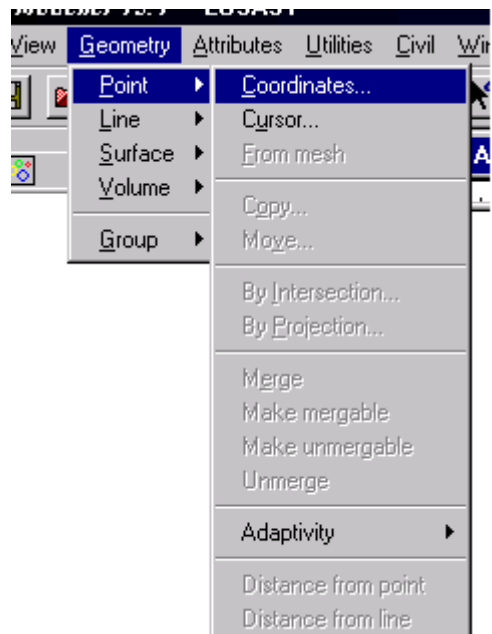 View Geometry Attributes Utilities Civil
Point
Line
Surface
Volume
Group
Coordinates...
Cursor...
From mesh
Copy...
Move...
By Intersection...
By Projection...
Merge
Make mergable
Make unmergable
Unmerge
Adaptivity
Distance from point
Distance from line